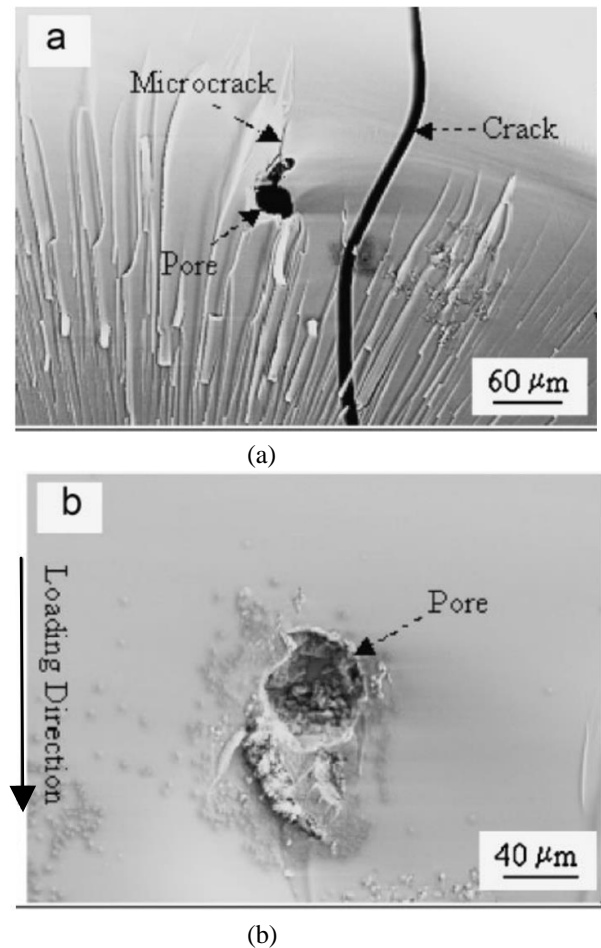 a
Microcrack
Crack
Pore
60 μm
(a)
b
Loading Direction
Pore
40 μm
(b)